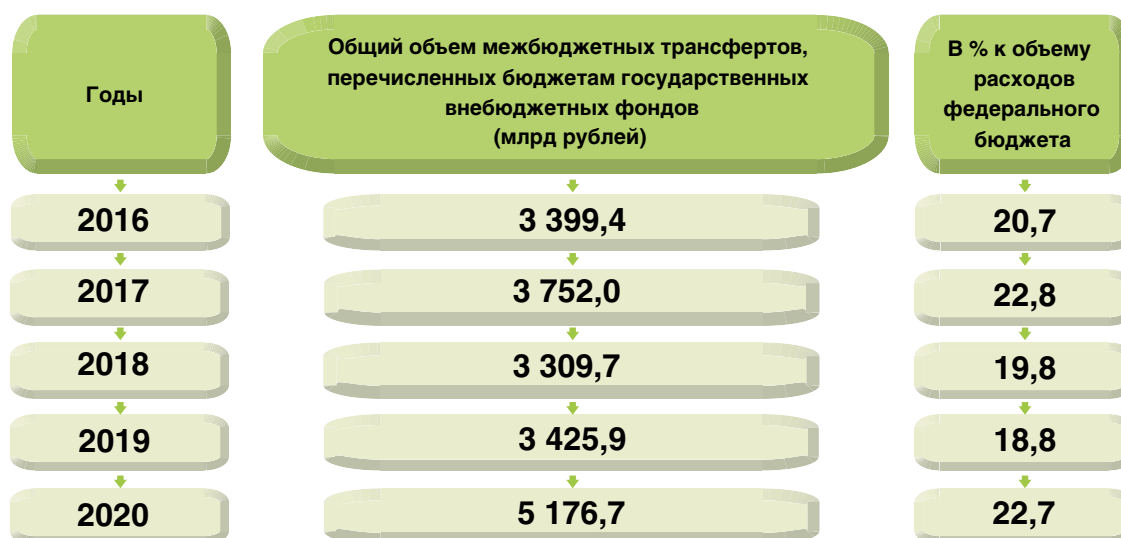 Годы
Общий объем межбюджетных трансфертов,
перечисленных бюджетам государственных
внебюджетных фондов
(млрд рублей)
В % к объему
расходов
федерального
бюджета
2016
3 399,4
20,7
2017
3 752,0
22,8
2018
3 309,7
19,8
2019
3 425,9
18,8
2020
5 176,7
22,7